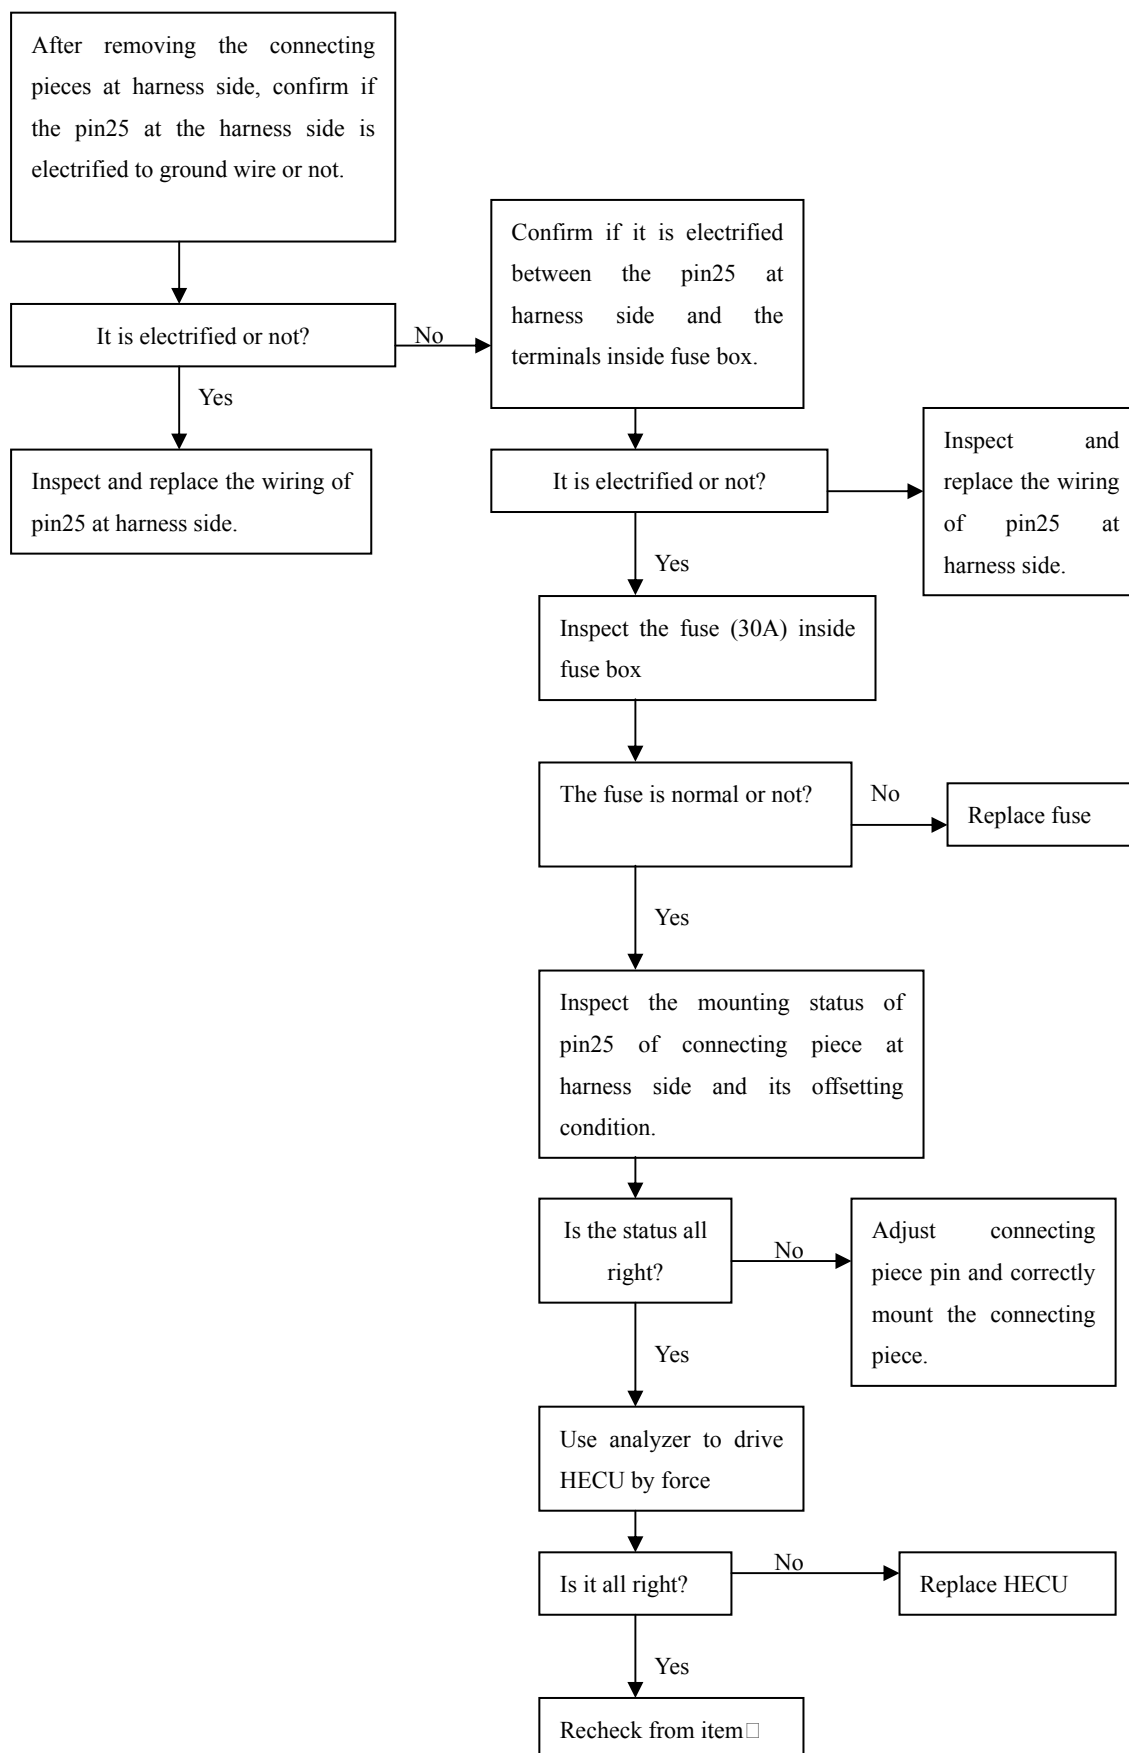 After removing the connecting
pieces at harness side, confirm if
the pin25 at the harness side is
electrified to ground wire or not.
It is electrified or not?
No
Yes
Inspect and replace the wiring of
pin25 at harness side.
Confirm if it is electrified
between the pin25 at
harness side and the
terminals inside fuse box.
It is electrified or not?
Inspect and
replace the wiring
of pin25 at
harness side.
Yes
Inspect the fuse (30A) inside
fuse box
The fuse is normal or not?
No
Replace fuse
Yes
Inspect the mounting status of
pin25 of connecting piece at
harness side and its offsetting
condition.
Is the status all
right?
No
Adjust connecting
piece pin and correctly
mount the connecting
piece.
Yes
Use analyzer to drive
HECU by force
Is it all right?
No
Replace HECU
Yes
Recheck from item□